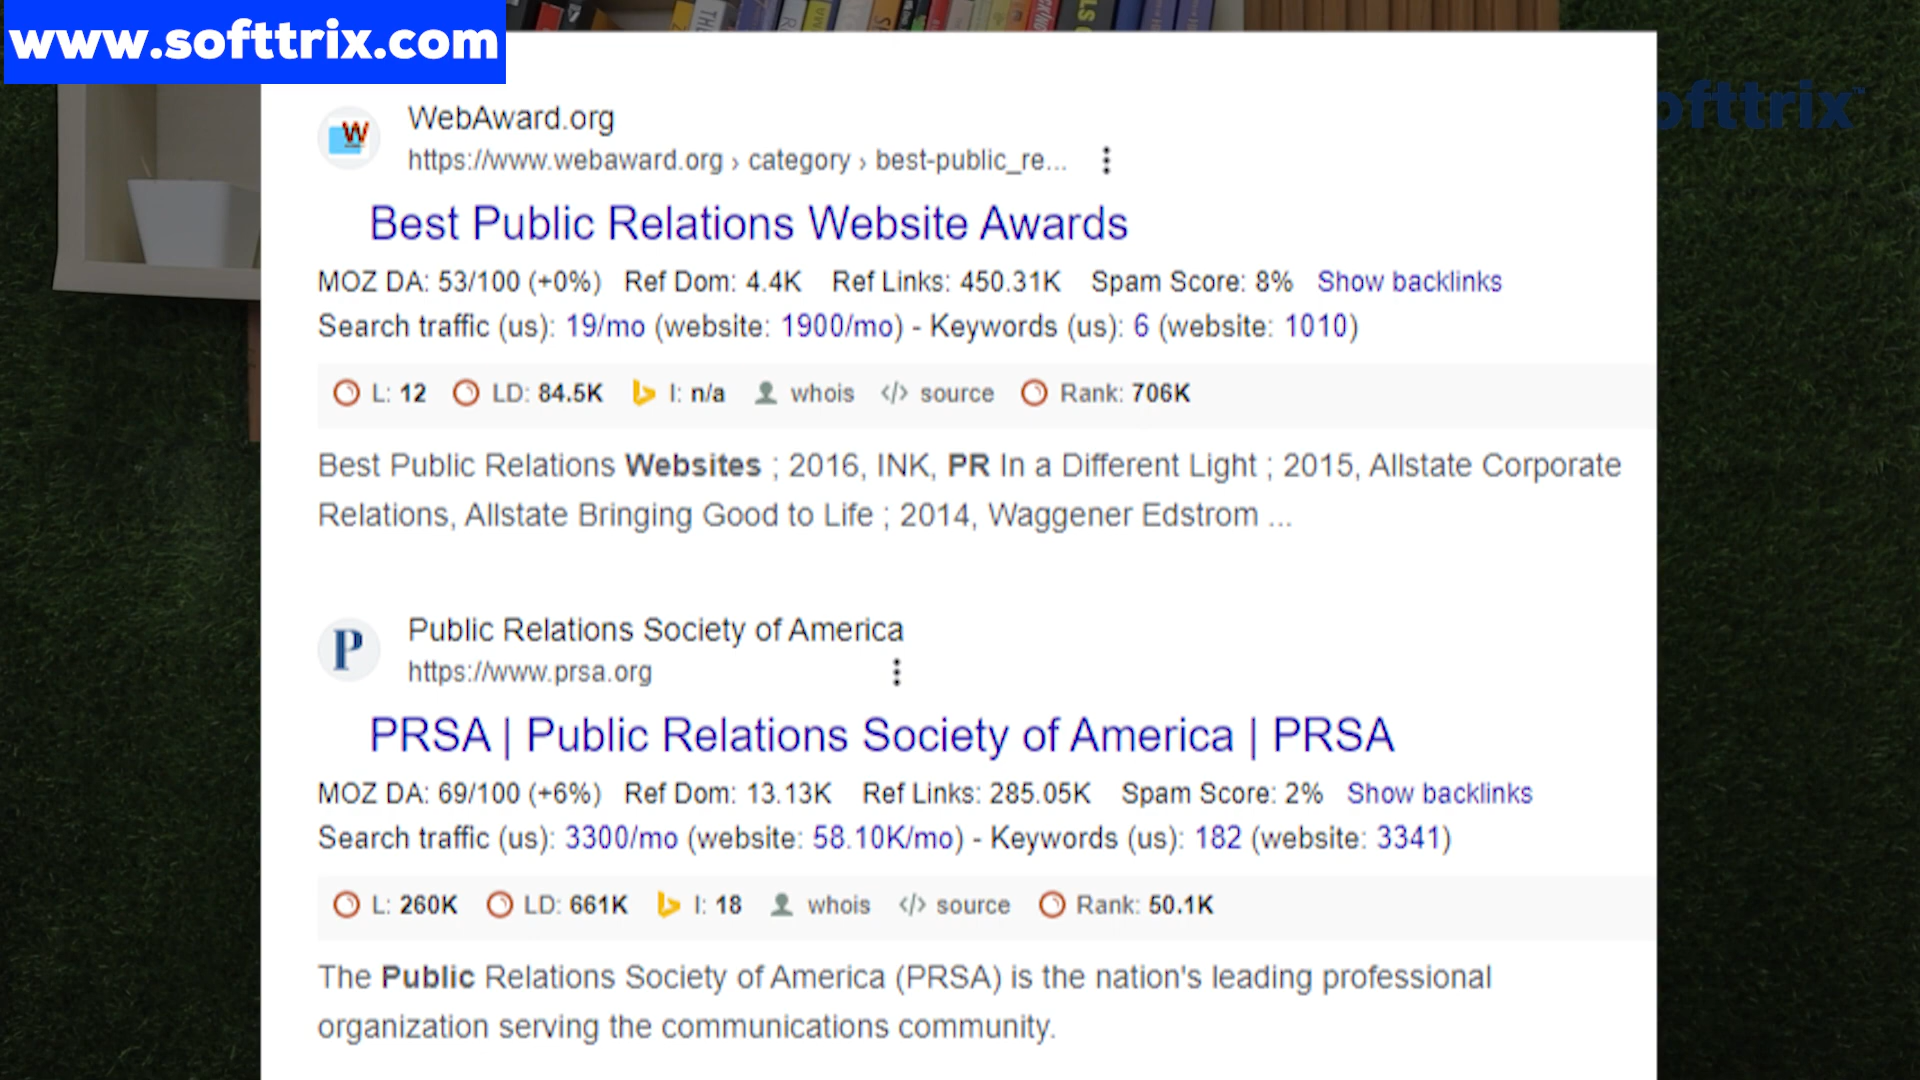 www.softtrix.com
WebAward.org
https://www.webaward.org › category › best-public_re...
Best Public Relations Website Awards
MOZ DA: 53/100 (+0%) Ref Dom: 4.4K Ref Links: 450.31K Spam Score: 8% Show backlinks
Search traffic (us): 19/mo (website: 1900/mo) - Keywords (us): 6 (website: 1010)
L: 12 LD: 84.5K I: n/a whois </> source Rank: 706K
Best Public Relations Websites ; 2016, INK, PR In a Different Light ; 2015, Allstate Corporate
Relations, Allstate Bringing Good to Life ; 2014, Waggener Edstrom ...
P
Public Relations Society of America
https://www.prsa.org
PRSA | Public Relations Society of America | PRSA
MOZ DA: 69/100 (+6%) Ref Dom: 13.13K Ref Links: 285.05K Spam Score: 2% Show backlinks
Search traffic (us): 3300/mo (website: 58.10K/mo) - Keywords (us): 182 (website: 3341)
L: 260K LD: 661K I: 18 whois </> source Rank: 50.1K
The Public Relations Society of America (PRSA) is the nation's leading professional
organization serving the communications community.